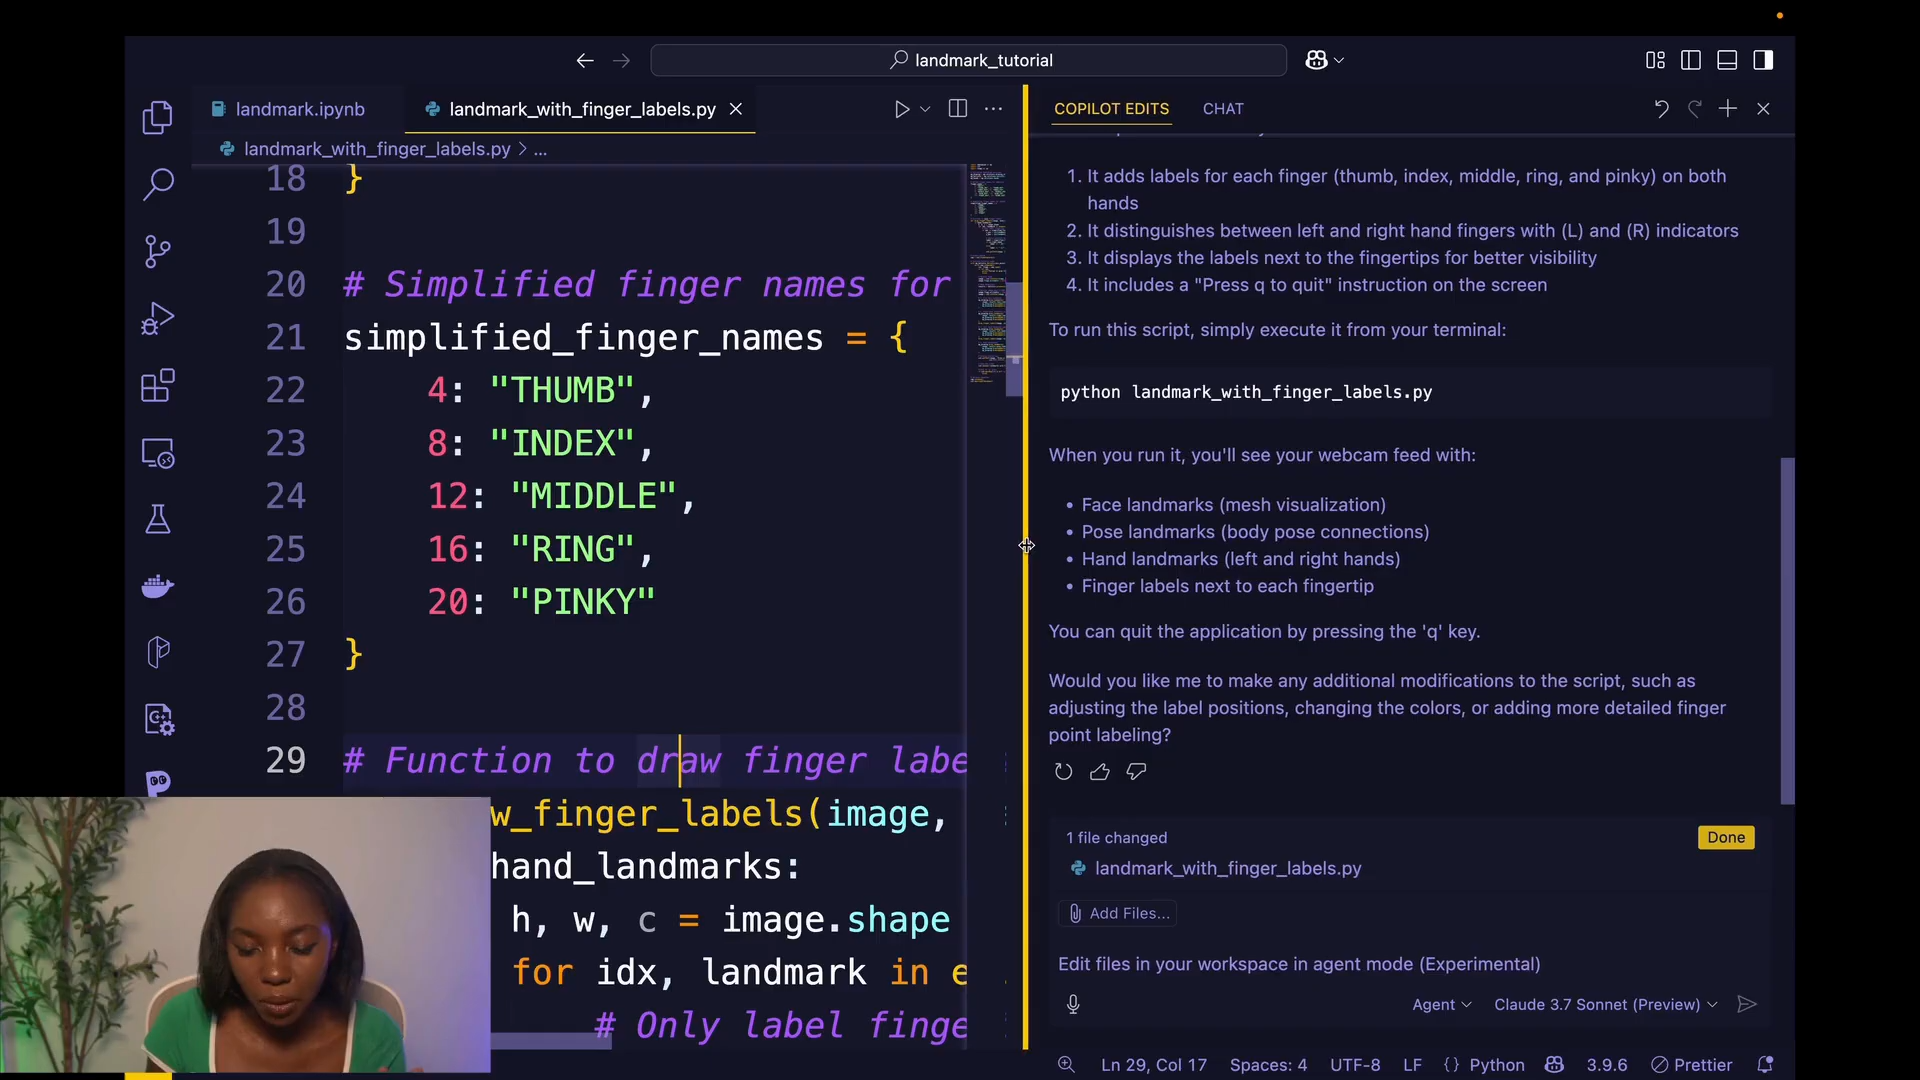 landmark_tutorial
landmark.ipynb
landmark_with_finger_labels.py
landmark_with_finger_labels.py > ...
18 }
19
20 # Simplified finger names for
21 simplified_finger_names = {
22 4: "THUMB",
23 8: "INDEX",
24 12: "MIDDLE",
25 16: "RING",
26 20: "PINKY"
27 }
28
29 # Function to draw finger labe
w_finger_labels(image,
hand_landmarks:
h, w, c = image.shape
for idx, landmark in e
# Only label finge
COPILOT EDITS CHAT
1. It adds labels for each finger (thumb, index, middle, ring, and pinky) on both
hands
2. It distinguishes between left and right hand fingers with (L) and (R) indicators
3. It displays the labels next to the fingertips for better visibility
4. It includes a "Press q to quit" instruction on the screen
To run this script, simply execute it from your terminal:
python landmark_with_finger_labels.py
When you run it, you'll see your webcam feed with:
• Face landmarks (mesh visualization)
• Pose landmarks (body pose connections)
• Hand landmarks (left and right hands)
• Finger labels next to each fingertip
You can quit the application by pressing the 'q' key.
Would you like me to make any additional modifications to the script, such as
adjusting the label positions, changing the colors, or adding more detailed finger
point labeling?
1 file changed
Done
landmark_with_finger_labels.py
Add Files...
Edit files in your workspace in agent mode (Experimental)
Agent Claude 3.7 Sonnet (Preview)
Ln 29, Col 17 Spaces: 4 UTF-8 LF {} Python 3.9.6 Prettier